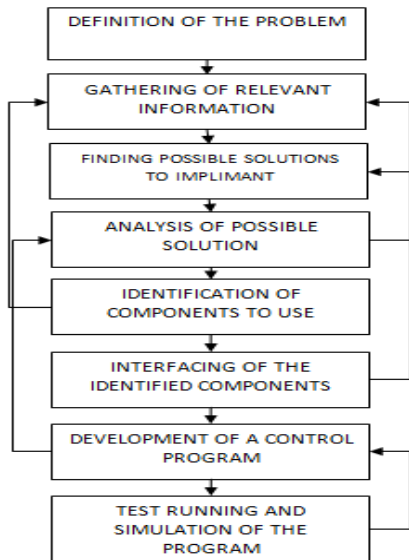 DEFINITION OF THE PROBLEM
GATHERING OF RELEVANT
INFORMATION
FINDING POSSIBLE SOLUTIONS
TO IMPLIMANT
ANALYSIS OF POSSIBLE
SOLUTION
IDENTIFICATION OF
COMPONENTS TO USE
INTERFACING OF THE
IDENTIFIED COMPONENTS
DEVELOPMENT OF A CONTROL
PROGRAM
TEST RUNNING AND
SIMULATION OF THE
PROGRAM